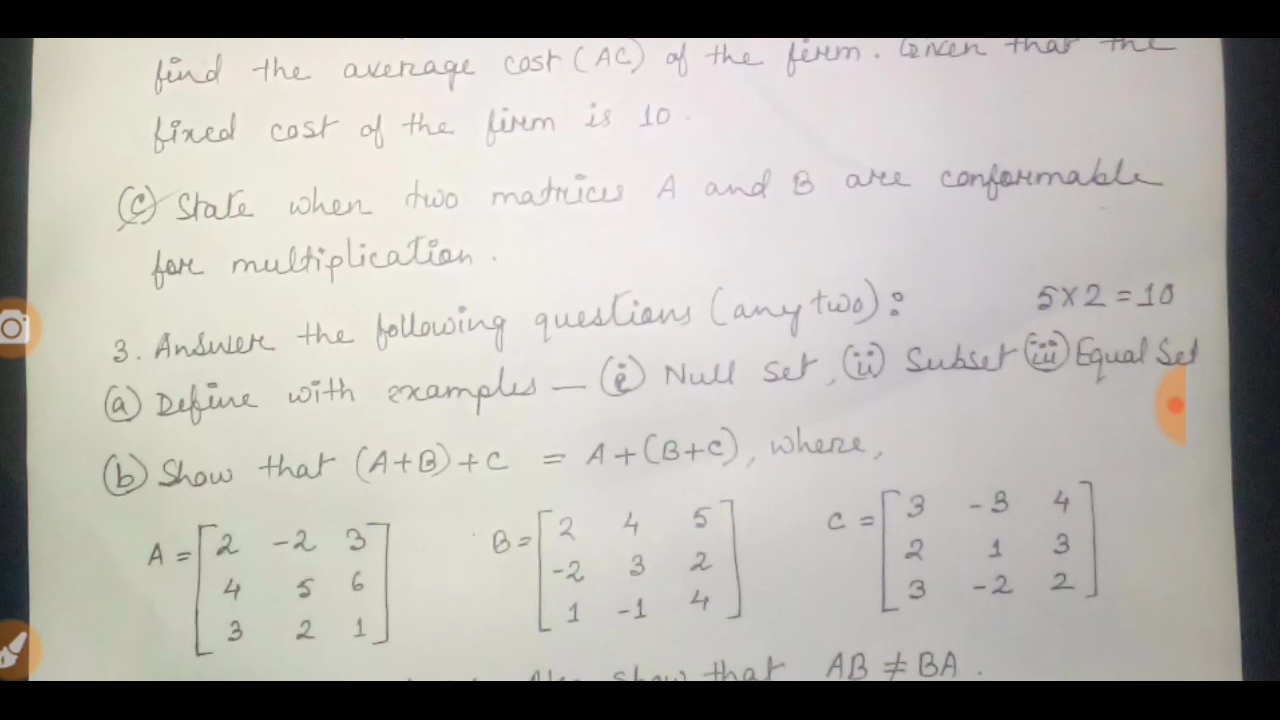 find the average cost (AC) of the firm. Given that the
fixed cost of the firm is 10.
(c) State when two matrices A and B are conformable
for multiplication.
3. Answer the following questions (any two): 5×2=10
(a) Define with examples — (i) Null Set, (ii) Subset (iii) Equal Set
(b) Show that (A+B)+C = A+(B+C), where,
A = [2 -2 3 B = [2 4 5 C = [3 -3 4
4 5 6 -2 3 2 2 1 3
3 2 1] 1 -1 4] 3 -2 2]
Also show that AB ≠ BA.